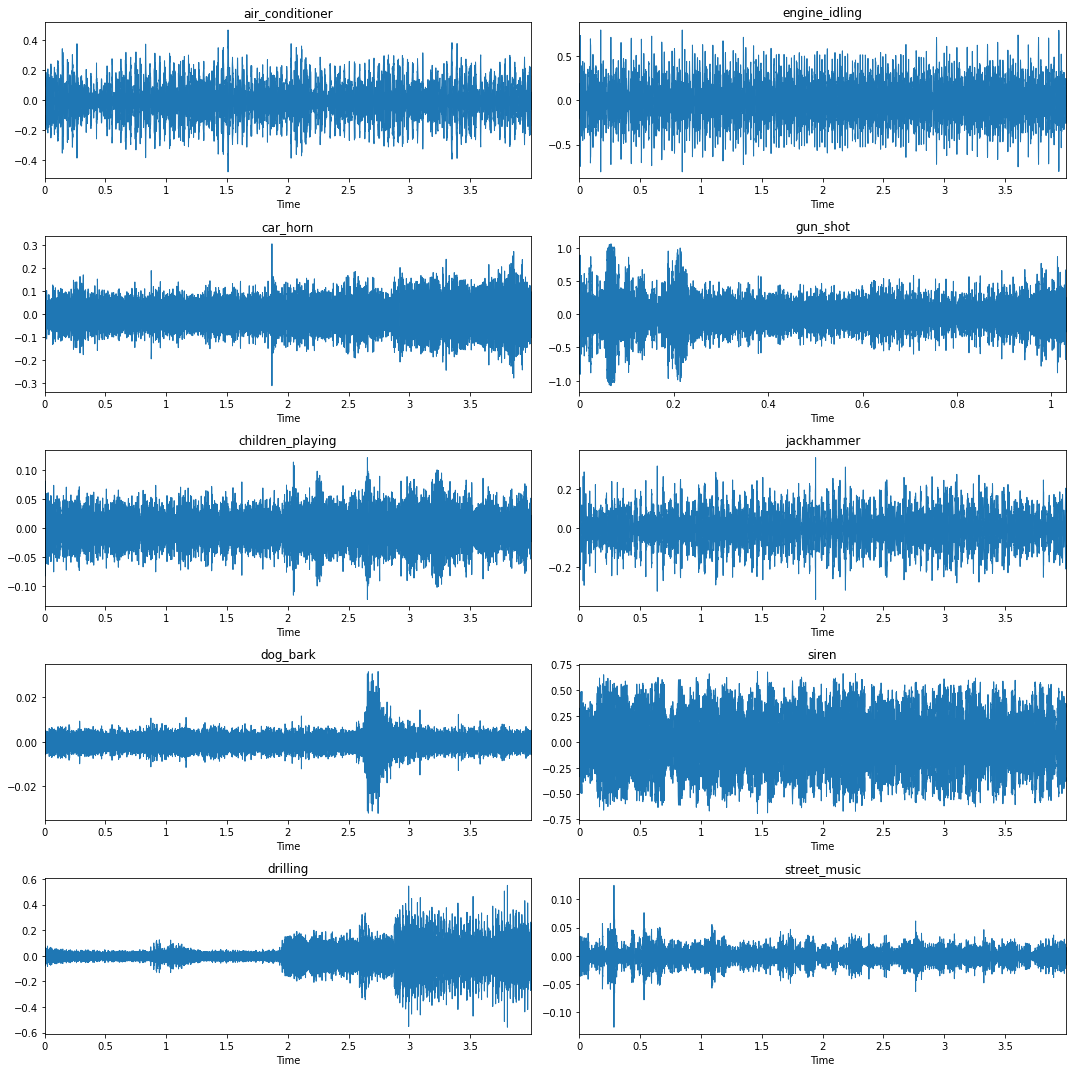 air_conditioner
0.4
0.2
0.0
−0.2
−0.4
0 0.5 1 1.5 2 2.5 3 3.5
Time
engine_idling
0.5
0.0
−0.5
0 0.5 1 1.5 2 2.5 3 3.5
Time
car_horn
0.3
0.2
0.1
0.0
−0.1
−0.2
−0.3
0 0.5 1 1.5 2 2.5 3 3.5
Time
gun_shot
1.0
0.5
0.0
−0.5
−1.0
0 0.2 0.4 0.6 0.8 1
Time
children_playing
0.10
0.05
0.00
−0.05
−0.10
0 0.5 1 1.5 2 2.5 3 3.5
Time
jackhammer
0.2
0.0
−0.2
0 0.5 1 1.5 2 2.5 3 3.5
Time
dog_bark
0.02
0.00
−0.02
0 0.5 1 1.5 2 2.5 3 3.5
Time
siren
0.75
0.50
0.25
0.00
−0.25
−0.50
−0.75
0 0.5 1 1.5 2 2.5 3 3.5
Time
drilling
0.6
0.4
0.2
0.0
−0.2
−0.4
−0.6
0 0.5 1 1.5 2 2.5 3 3.5
Time
street_music
0.10
0.05
0.00
−0.05
−0.10
0 0.5 1 1.5 2 2.5 3 3.5
Time